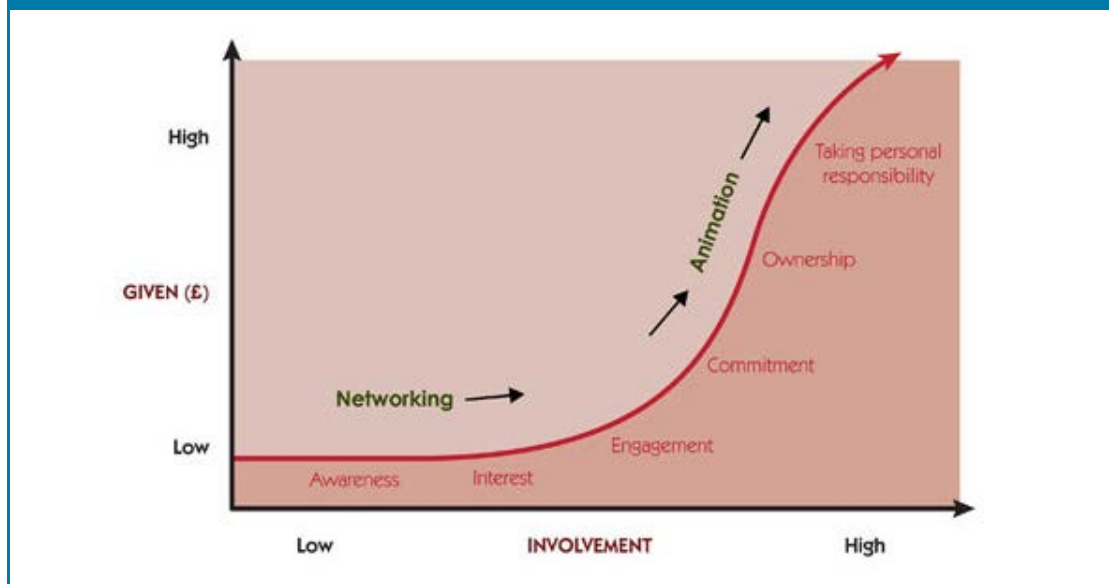 High
Taking personal
responsibility
Animation
Ownership
GIVEN (£)
Commitment
Networking
Low
Engagement
Awareness
Interest
Low
INVOLVEMENT
High